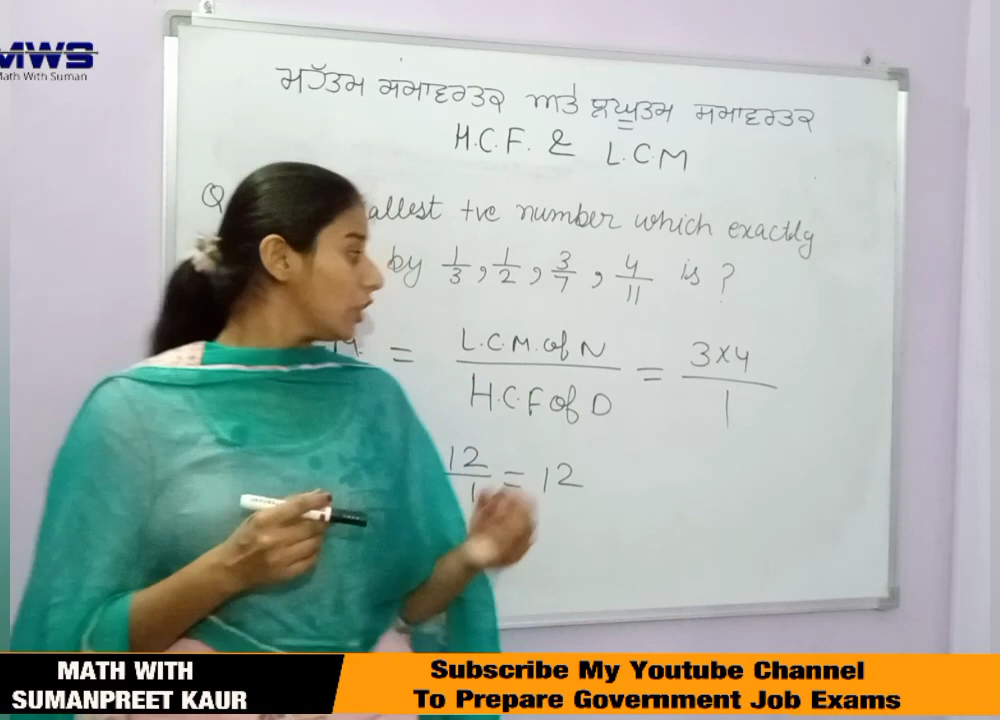 MWS
Math With Suman
ਮਹੱਤਮ ਸਮਾਵਰਤਕ ਅਤੇ ਲਘੂਤਮ ਸਮਾਵਰਤਕ
H.C.F. & L.C.M
Q allest +ve number which exactly
by 1/3, 1/2, 3/7, 4/11 is ?
M. = L.C.M. of N / H.C.F of D = 3×4 / 1
12/1 = 12
MATH WITH
SUMANPREET KAUR
Subscribe My Youtube Channel
To Prepare Government Job Exams